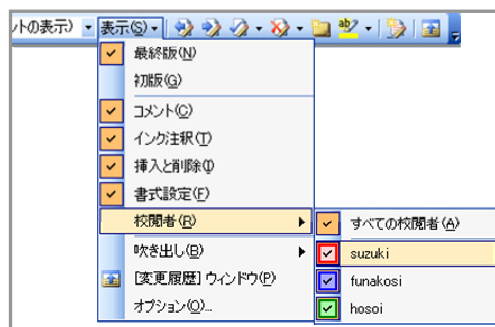 ントの表示) 表示(S)
最終版(N)
初版(G)
コメント(C)
インク注釈(T)
挿入と削除(I)
書式設定(F)
校閲者(R)
すべての校閲者(A)
suzuki
吹き出し(B)
funakosi
[変更履歴] ウィンドウ(P)
hosoi
オプション(O)...